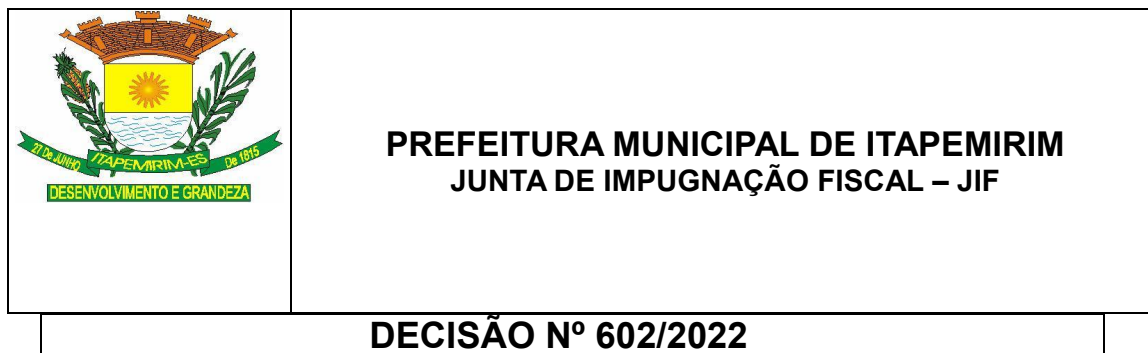 27 De JUNHO ITAPEMIRIM-ES De 1815
DESENVOLVIMENTO E GRANDEZA
PREFEITURA MUNICIPAL DE ITAPEMIRIM
JUNTA DE IMPUGNAÇÃO FISCAL – JIF
DECISÃO Nº 602/2022